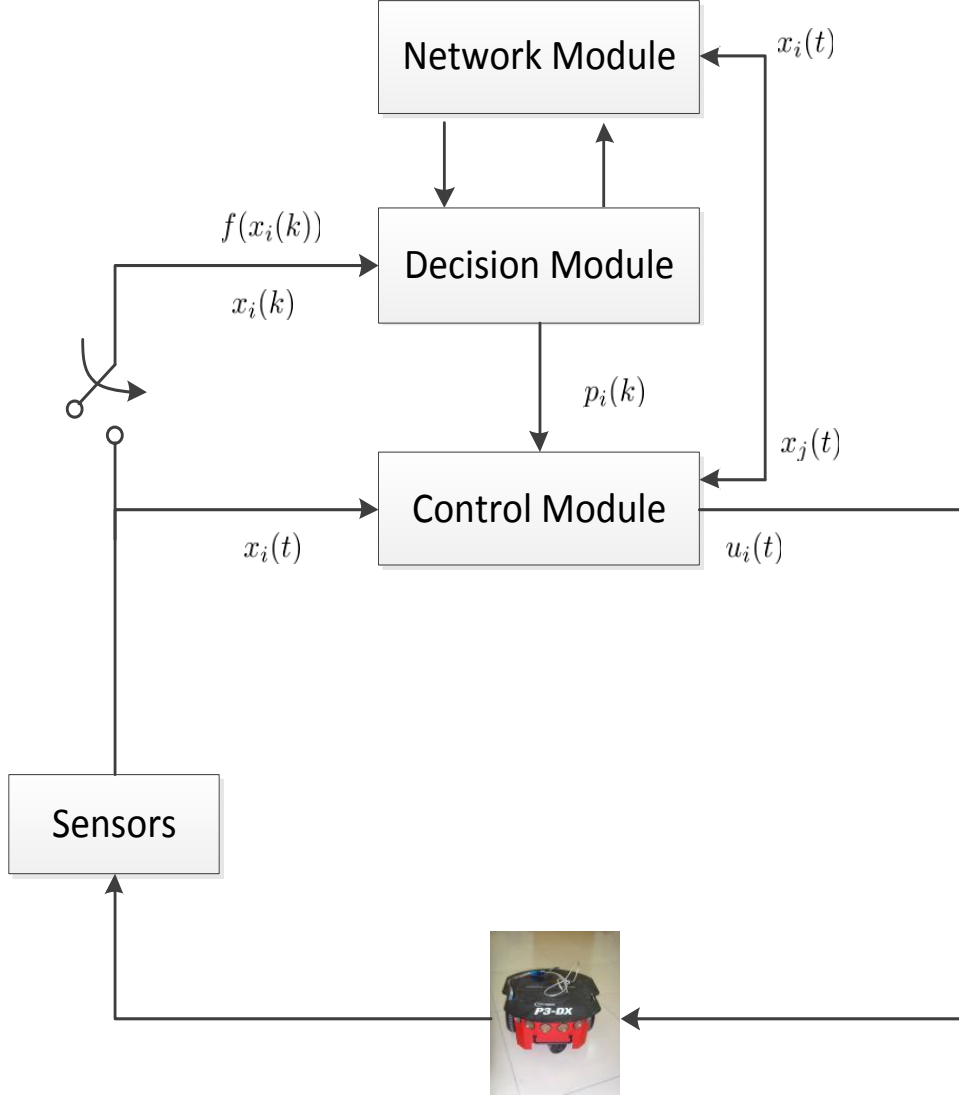 Network Module
x_i(t)
f(x_i(k))
Decision Module
x_i(k)
p_i(k)
x_j(t)
Control Module
x_i(t)
u_i(t)
Sensors
P3-DX